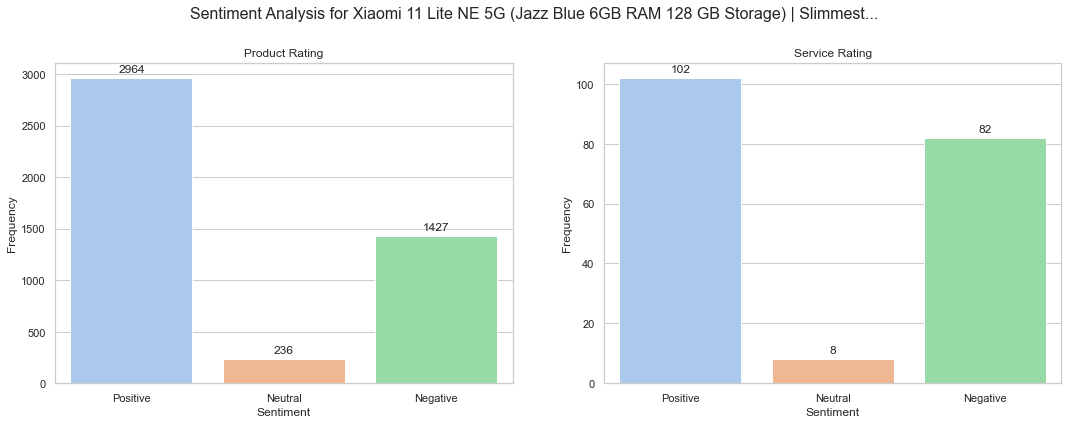 Sentiment Analysis for Xiaomi 11 Lite NE 5G (Jazz Blue 6GB RAM 128 GB Storage) | Slimmest...
Product Rating
3000
2500
2000
1500
1000
500
0
Frequency
2964
236
1427
Positive
Neutral
Negative
Sentiment
Service Rating
100
80
60
40
20
0
Frequency
102
8
82
Positive
Neutral
Negative
Sentiment